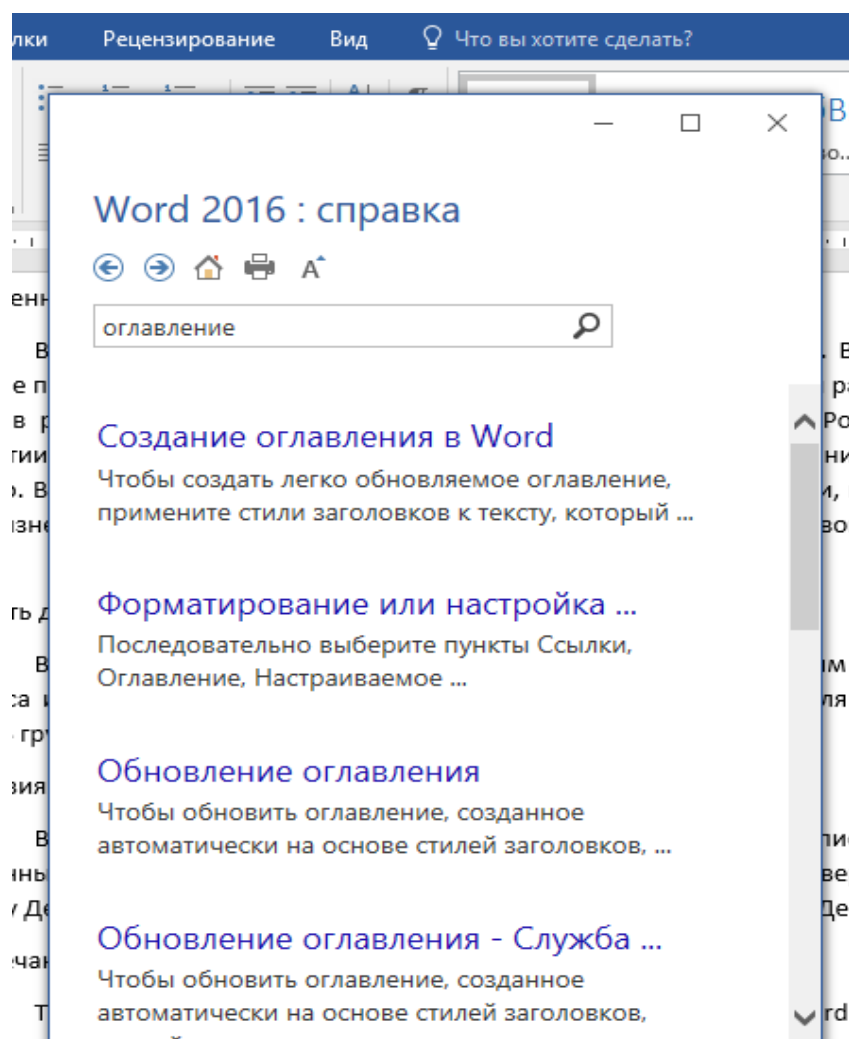 Рецензирование Вид Что вы хотите сделать?
Word 2016 : справка
оглавление
Создание оглавления в Word
Чтобы создать легко обновляемое оглавление,
примените стили заголовков к тексту, который ...
Форматирование или настройка ...
Последовательно выберите пункты Ссылки,
Оглавление, Настраиваемое ...
Обновление оглавления
Чтобы обновить оглавление, созданное
автоматически на основе стилей заголовков, ...
Обновление оглавления - Служба ...
Чтобы обновить оглавление, созданное
автоматически на основе стилей заголовков,